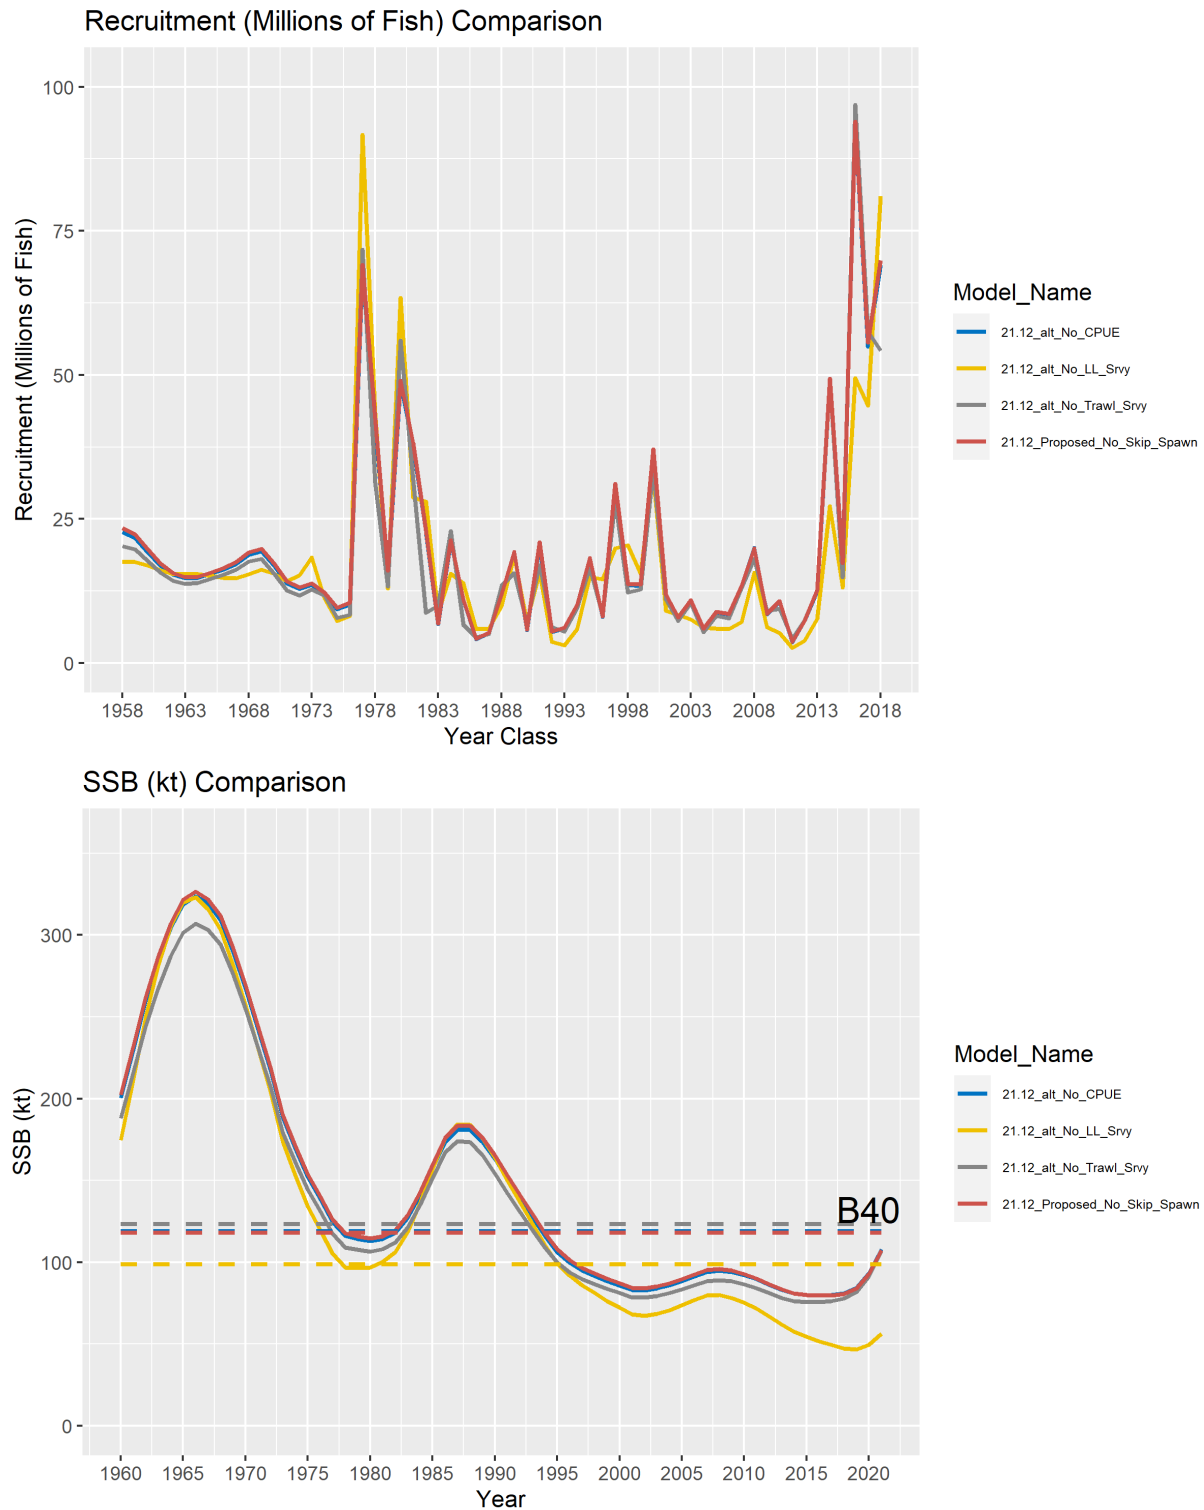 Recruitment (Millions of Fish) Comparison
100
75
50
25
0
Recruitment (Millions of Fish)
1958 1963 1968 1973 1978 1983 1988 1993 1998 2003 2008 2013 2018
Year Class
Model_Name
21.12_alt_No_CPUE
21.12_alt_No_LL_Srvy
21.12_alt_No_Trawl_Srvy
21.12_Proposed_No_Skip_Spawn
SSB (kt) Comparison
300
200
100
0
SSB (kt)
B40
1960 1965 1970 1975 1980 1985 1990 1995 2000 2005 2010 2015 2020
Year
Model_Name
21.12_alt_No_CPUE
21.12_alt_No_LL_Srvy
21.12_alt_No_Trawl_Srvy
21.12_Proposed_No_Skip_Spawn